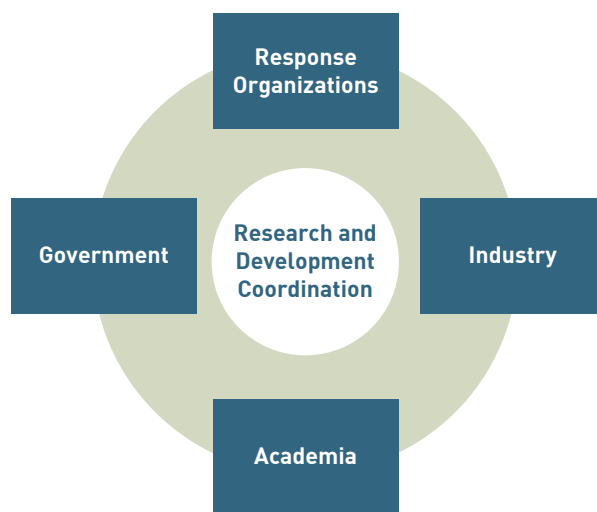 Response
Organizations
Government
Research and
Development
Coordination
Industry
Academia